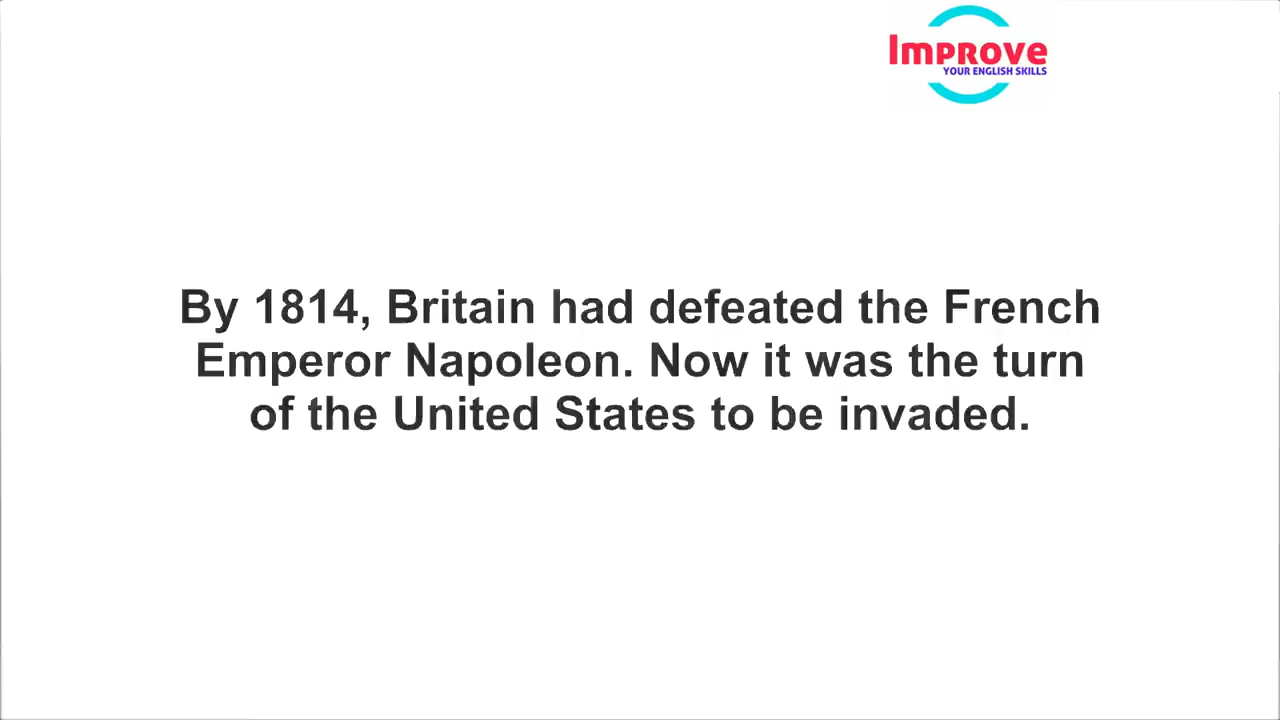 Improve
YOUR ENGLISH SKILLS
By 1814, Britain had defeated the French
Emperor Napoleon. Now it was the turn
of the United States to be invaded.